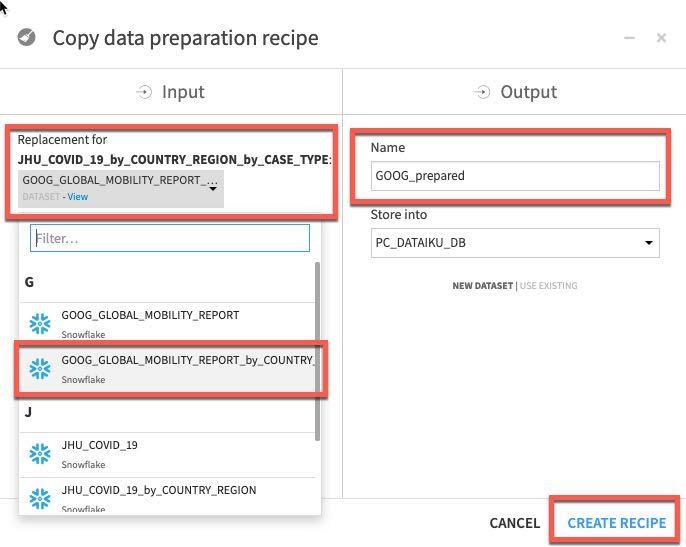 Copy data preparation recipe
Input
Output
Replacement for
JHU_COVID_19_by_COUNTRY_REGION_by_CASE_TYPE:
GOOG_GLOBAL_MOBILITY_REPORT_...
DATASET - View
Filter...
G
GOOG_GLOBAL_MOBILITY_REPORT
Snowflake
GOOG_GLOBAL_MOBILITY_REPORT_by_COUNTRY_
Snowflake
J
JHU_COVID_19
Snowflake
JHU_COVID_19_by_COUNTRY_REGION
Snowflake
Name
GOOG_prepared
Store into
PC_DATAIKU_DB
NEW DATASET | USE EXISTING
CANCEL
CREATE RECIPE